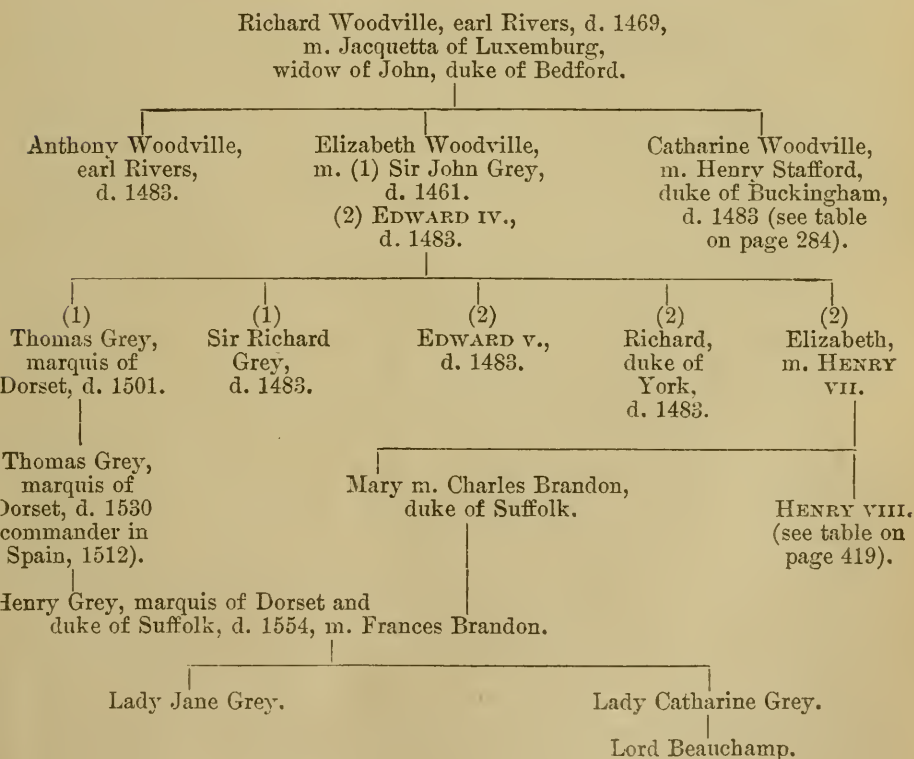 Richard Woodville, earl Rivers, d. 1469,
m. Jacquetta of Luxemburg,
widow of John, duke of Bedford.
Anthony Woodville,
earl Rivers,
d. 1483.
Elizabeth Woodville,
m. (1) Sir John Grey,
d. 1461.
(2) EDWARD IV.,
d. 1483.
Catharine Woodville,
m. Henry Stafford,
duke of Buckingham,
d. 1483 (see table
on page 284).
(1)
Thomas Grey,
marquis of
Dorset, d. 1501.
(1)
Sir Richard
Grey,
d. 1483.
(2)
EDWARD V.,
d. 1483.
(2)
Richard,
duke of
York,
d. 1483.
(2)
Elizabeth,
m. HENRY
VII.
Thomas Grey,
marquis of
Dorset, d. 1530
commander in
Spain, 1512).
Mary m. Charles Brandon,
duke of Suffolk.
HENRY VIII.
(see table on
page 419).
Henry Grey, marquis of Dorset and
duke of Suffolk, d. 1554, m. Frances Brandon.
Lady Jane Grey.
Lady Catharine Grey.
Lord Beauchamp.